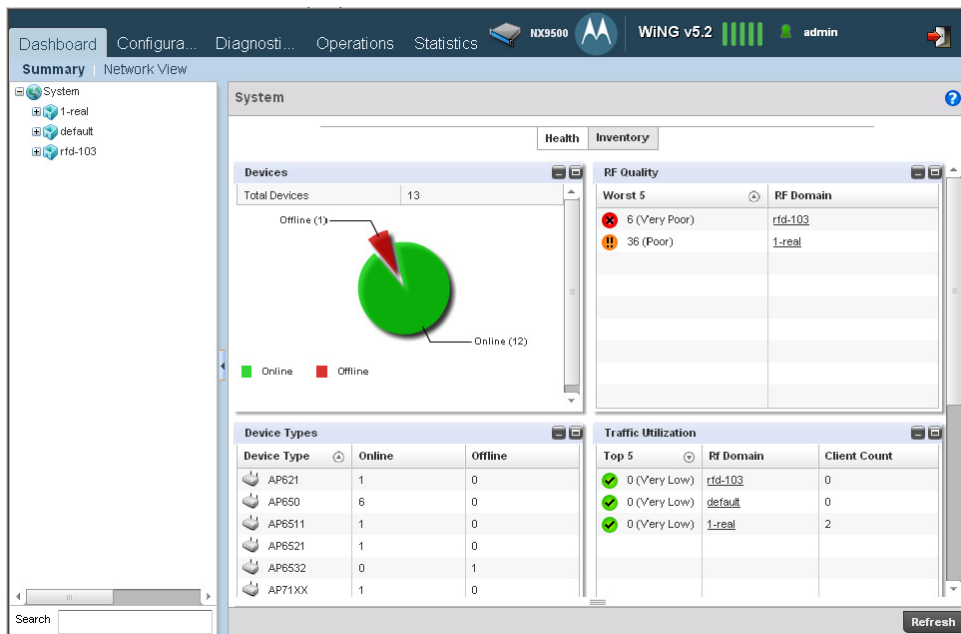 Dashboard Configura... Diagnosti... Operations Statistics NX9500 WiNG v5.2 admin
Summary Network View
System
1-real
default
rfd-103
System
Health Inventory
Devices
Total Devices 13
Offline (1)
Online (12)
Online Offline
RF Quality
Worst 5 RF Domain
6 (Very Poor) rfd-103
36 (Poor) 1-real
Device Types
Device Type Online Offline
AP621 1 0
AP650 6 0
AP6511 1 0
AP6521 1 0
AP6532 0 1
AP71XX 1 0
Traffic Utilization
Top 5 Rf Domain Client Count
0 (Very Low) rfd-103 0
0 (Very Low) default 0
0 (Very Low) 1-real 2
Search
Refresh